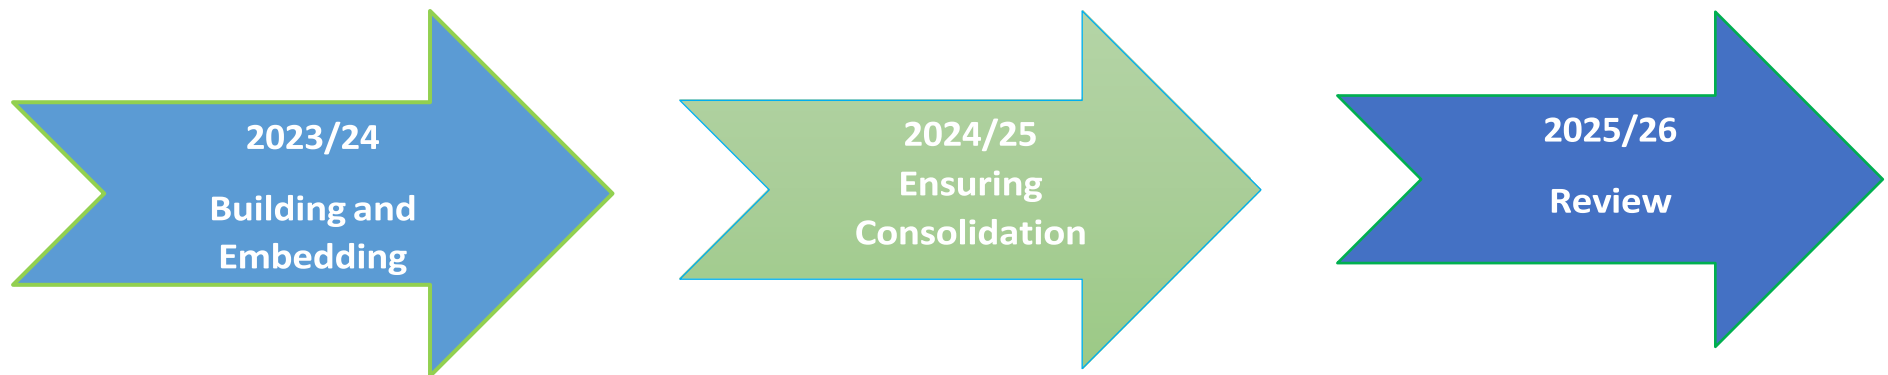 2023/24
Building and
Embedding
2024/25
Ensuring
Consolidation
2025/26
Review